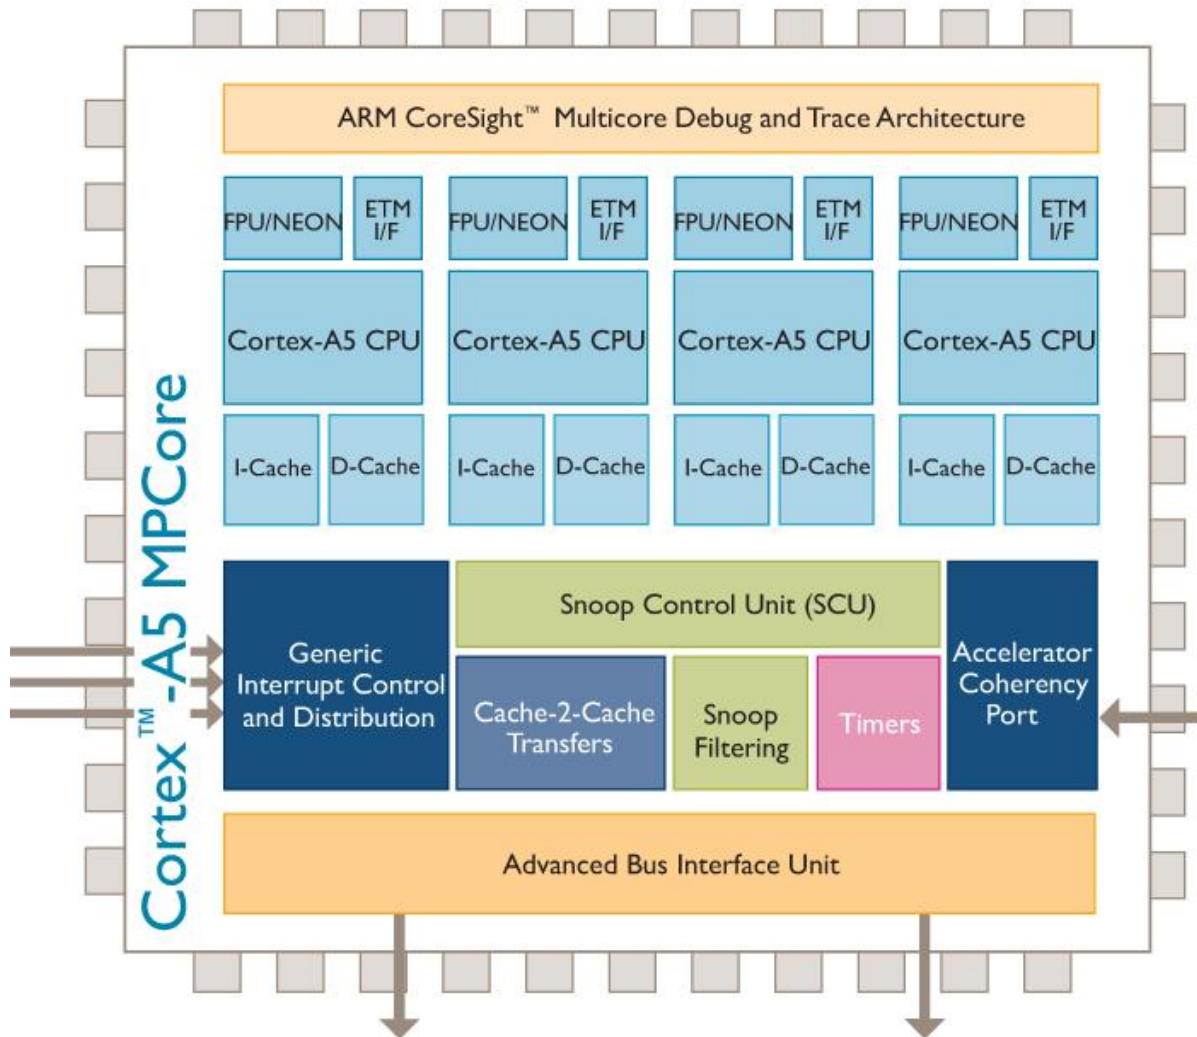 ARM CoreSight™ Multicore Debug and Trace Architecture
FPU/NEON
ETM
I/F
FPU/NEON
ETM
I/F
FPU/NEON
ETM
I/F
FPU/NEON
ETM
I/F
Cortex-A5 CPU
Cortex-A5 CPU
Cortex-A5 CPU
Cortex-A5 CPU
I-Cache
D-Cache
I-Cache
D-Cache
I-Cache
D-Cache
I-Cache
D-Cache
Cortex™-A5 MPCore
Generic
Interrupt Control
and Distribution
Snoop Control Unit (SCU)
Cache-2-Cache
Transfers
Snoop
Filtering
Timers
Accelerator
Coherency
Port
Advanced Bus Interface Unit